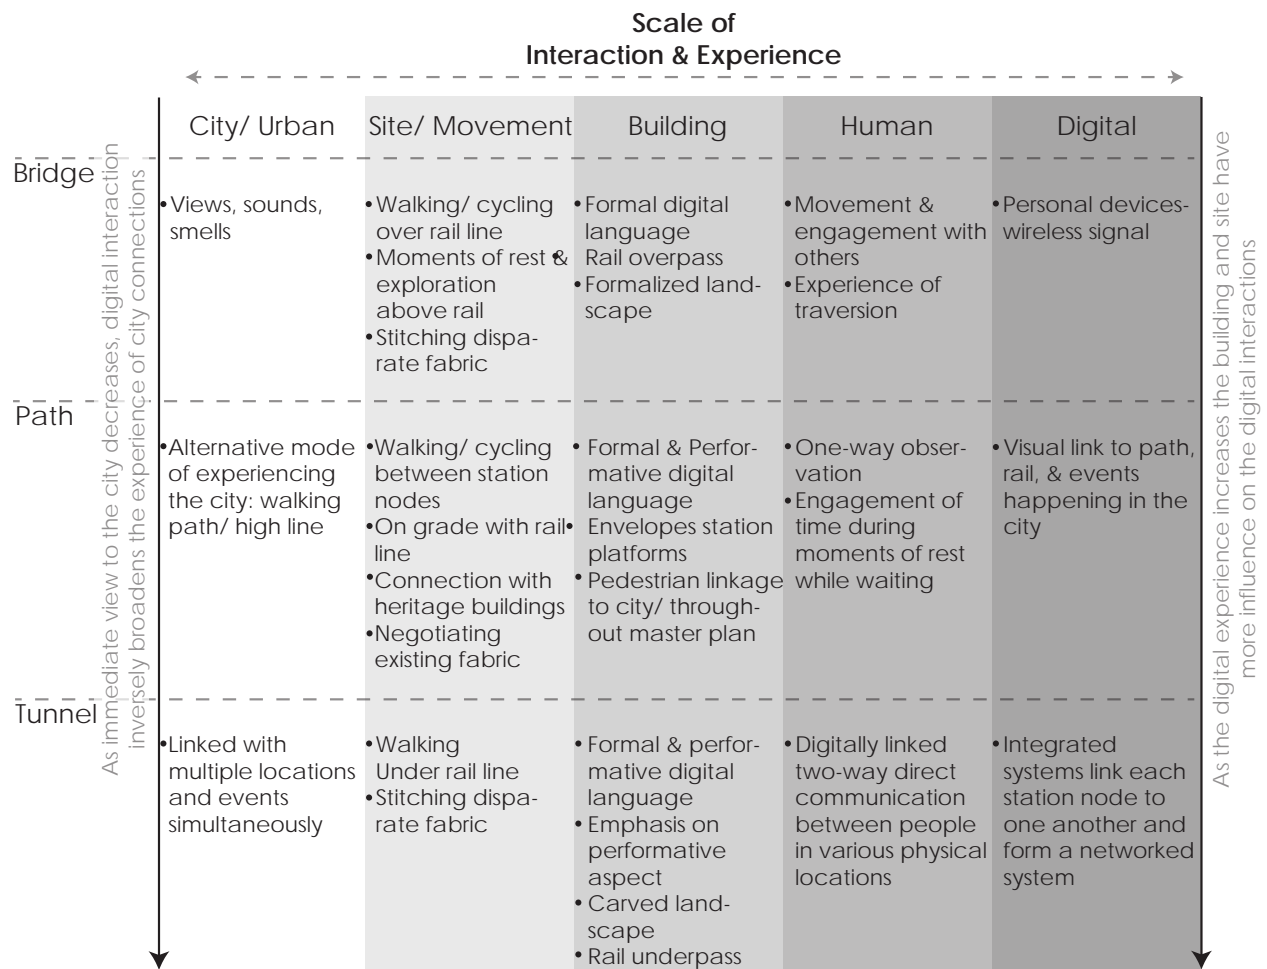 Scale of
Interaction & Experience
City/ Urban
Site/ Movement
Building
Human
Digital
Bridge
•Views, sounds,
smells
•Walking/ cycling
over rail line
•Moments of rest &
exploration
above rail
•Stitching dispa-
rate fabric
•Formal digital
language
•Rail overpass
•Formalized land-
scape
•Movement &
engagement with
others
•Experience of
traversion
•Personal devices-
wireless signal
Path
•Alternative mode
of experiencing
the city: walking
path/ high line
•Walking/ cycling
between station
nodes
•On grade with rail
line
•Connection with
heritage buildings
•Negotiating
existing fabric
•Formal & Perfor-
mative digital
language
•Envelopes station
platforms
•Pedestrian linkage
to city/ through-
out master plan
•One-way obser-
vation
•Engagement of
time during
moments of rest
while waiting
•Visual link to path,
rail, & events
happening in the
city
Tunnel
•Linked with
multiple locations
and events
simultaneously
•Walking
Under rail line
•Stitching dispa-
rate fabric
•Formal & perfor-
mative digital
language
•Emphasis on
performative
aspect
•Carved land-
scape
•Rail underpass
•Digitally linked
two-way direct
communication
between people
in various physical
locations
•Integrated
systems link each
station node to
one another and
form a networked
system
As immediate view to the city decreases, digital interaction
inversely broadens the experience of city connections
As the digital experience increases the building and site have
more influence on the digital interactions